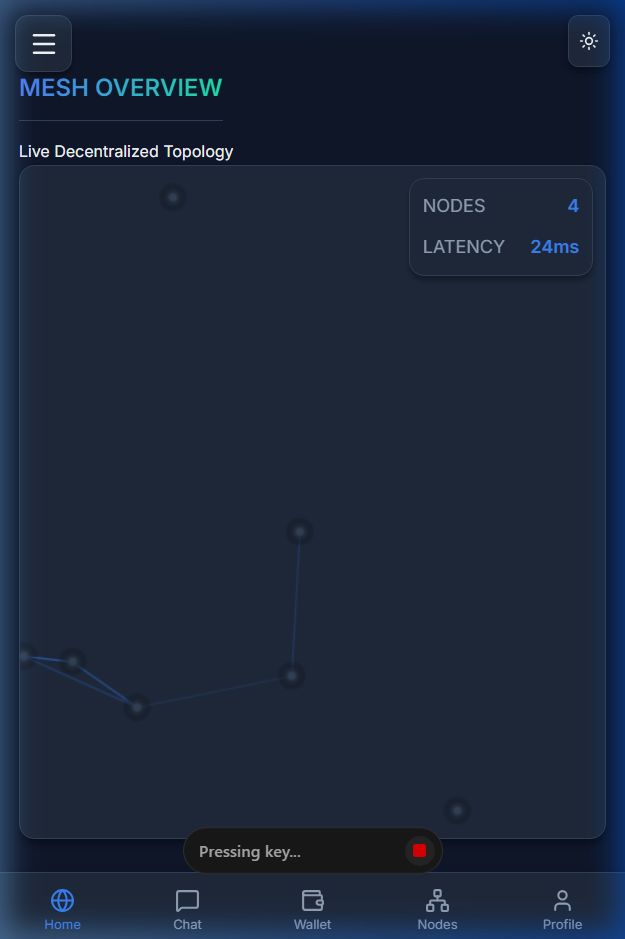 MESH OVERVIEW
Live Decentralized Topology
NODES 4
LATENCY 24ms
Pressing key...
Home Chat Wallet Nodes Profile